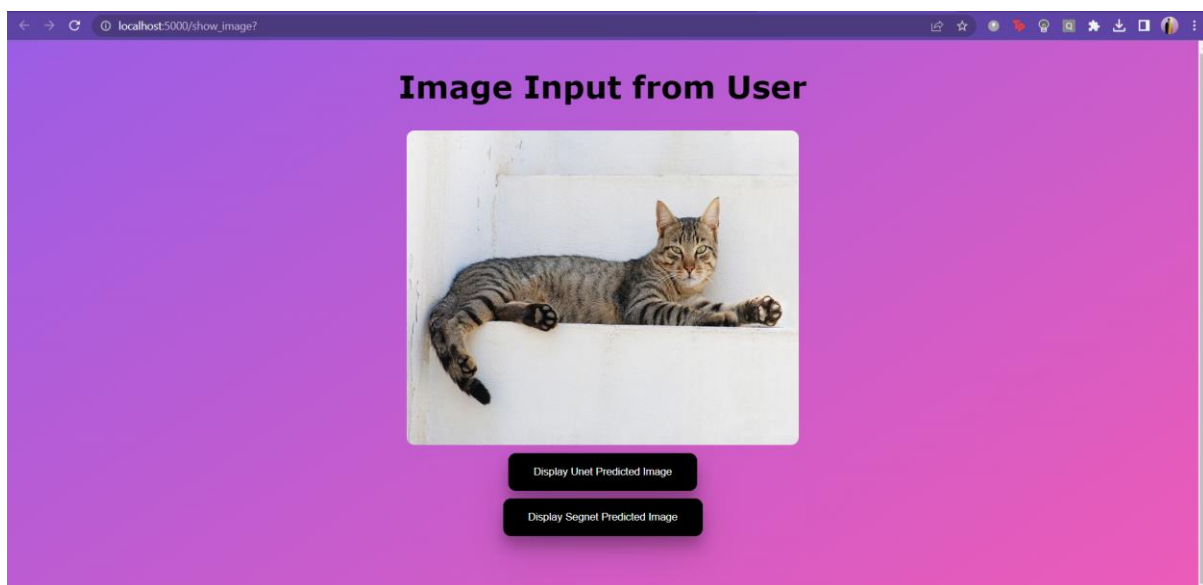 localhost:5000/show_image?
Image Input from User
Display Unet Predicted Image
Display Segnet Predicted Image